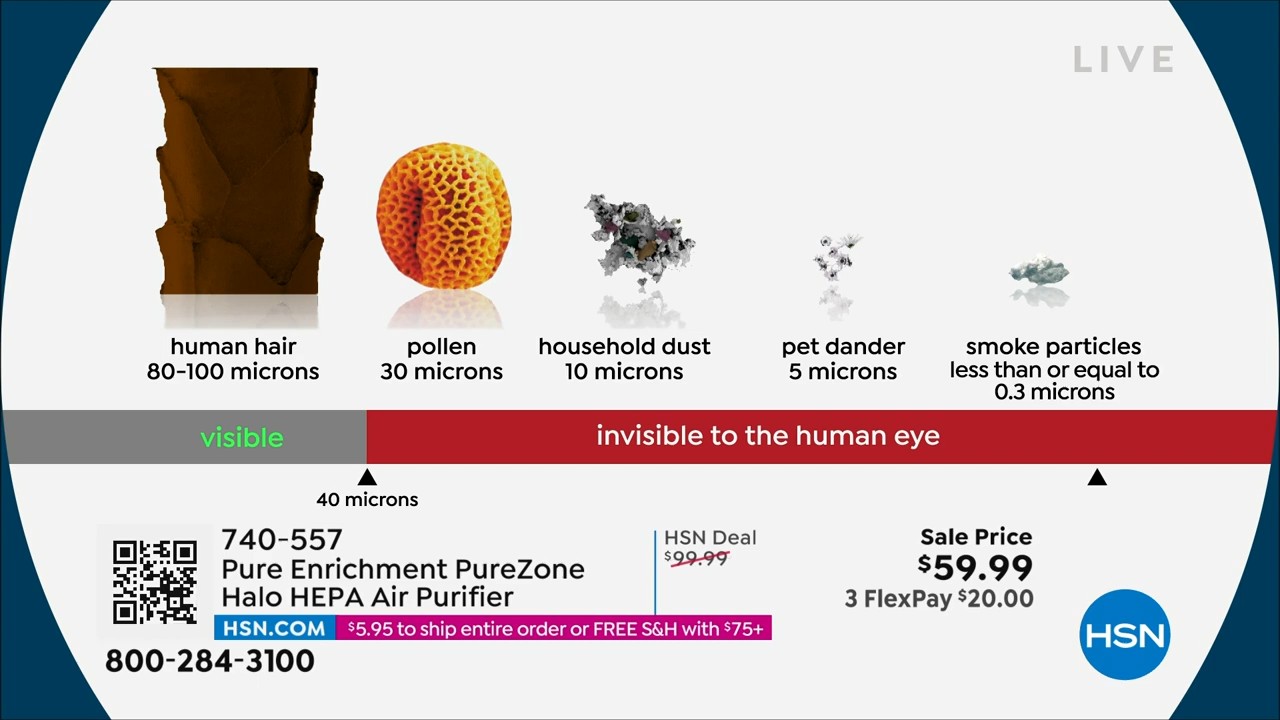 LIVE
human hair
80-100 microns
pollen
30 microns
household dust
10 microns
pet dander
5 microns
smoke particles
less than or equal to
0.3 microns
visible
invisible to the human eye
40 microns
740-557
Pure Enrichment PureZone
Halo HEPA Air Purifier
HSN Deal
$99.99
Sale Price
$59.99
3 FlexPay $20.00
HSN.COM $5.95 to ship entire order or FREE S&H with $75+
800-284-3100
HSN